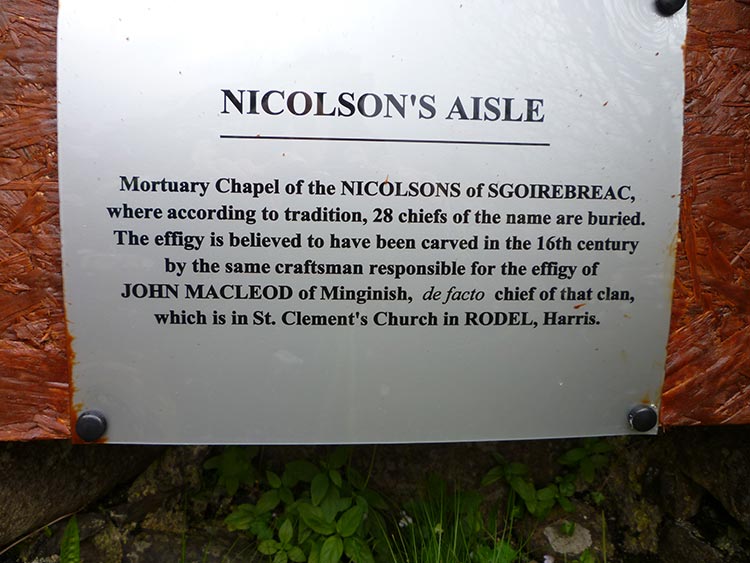 NICOLSON'S AISLE
Mortuary Chapel of the NICOLSONS of SGOIREBREAC,
where according to tradition, 28 chiefs of the name are buried.
The effigy is believed to have been carved in the 16th century
by the same craftsman responsible for the effigy of
JOHN MACLEOD of Minginish, de facto chief of that clan,
which is in St. Clement's Church in RODEL, Harris.